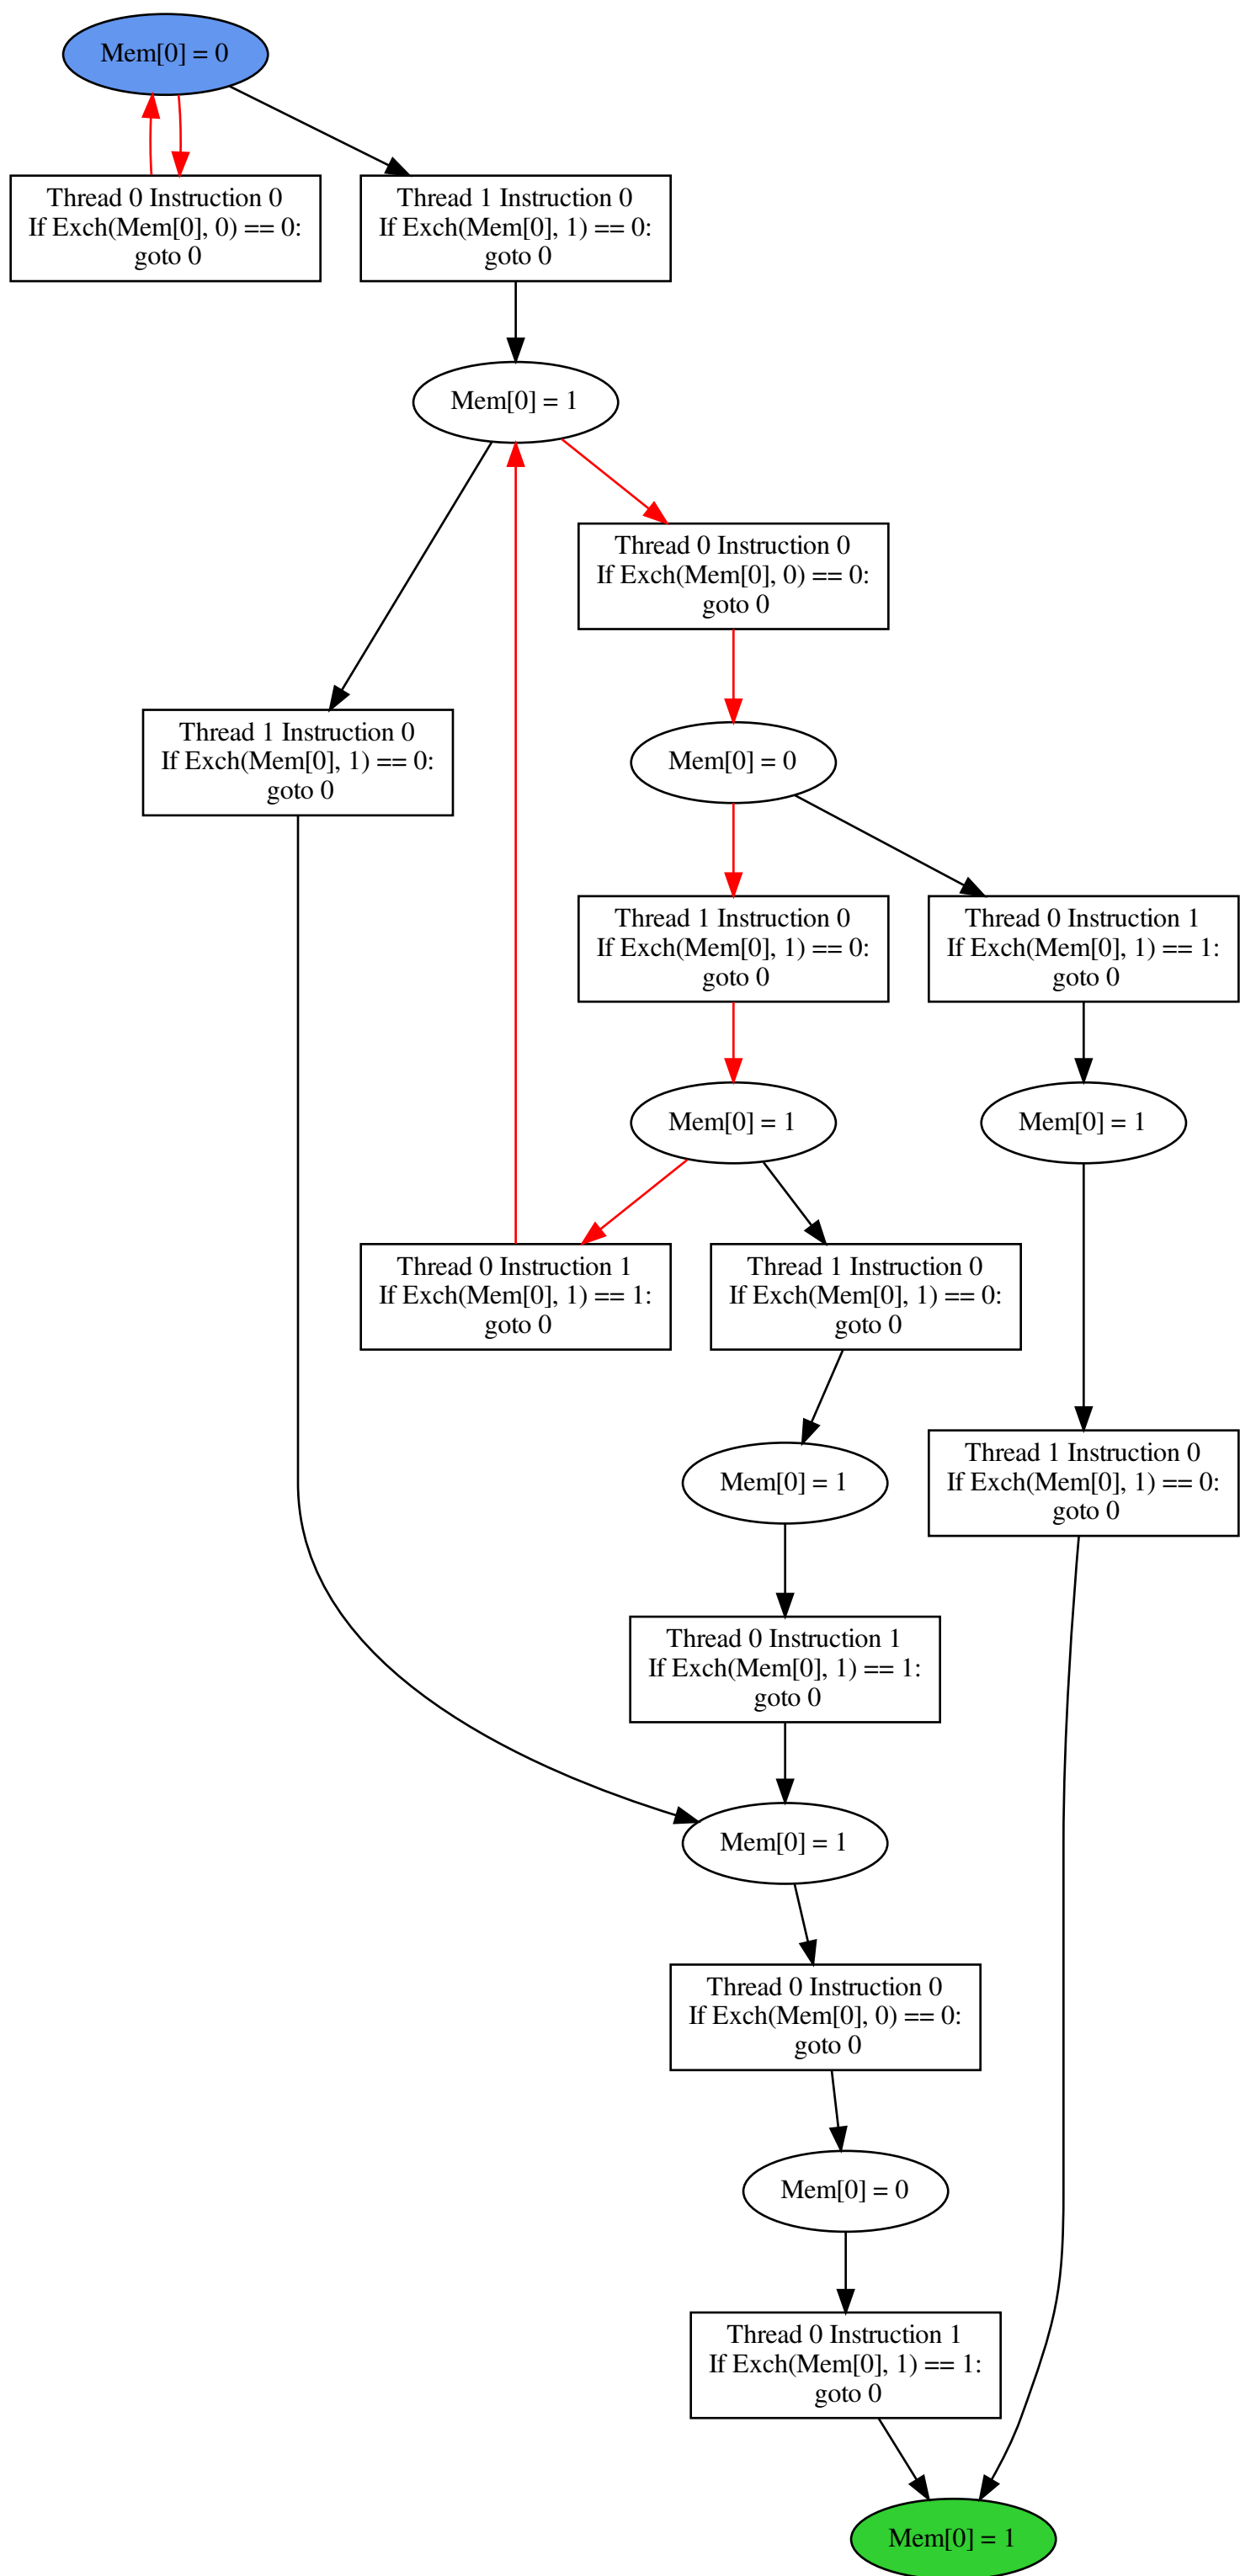 Mem[0] = 0
Thread 0 Instruction 0
If Exch(Mem[0], 0) == 0:
goto 0
Thread 1 Instruction 0
If Exch(Mem[0], 1) == 0:
goto 0
Mem[0] = 1
Thread 0 Instruction 0
If Exch(Mem[0], 0) == 0:
goto 0
Thread 1 Instruction 0
If Exch(Mem[0], 1) == 0:
goto 0
Mem[0] = 0
Thread 1 Instruction 0
If Exch(Mem[0], 1) == 0:
goto 0
Thread 0 Instruction 1
If Exch(Mem[0], 1) == 1:
goto 0
Mem[0] = 1
Mem[0] = 1
Thread 0 Instruction 1
If Exch(Mem[0], 1) == 1:
goto 0
Thread 1 Instruction 0
If Exch(Mem[0], 1) == 0:
goto 0
Mem[0] = 1
Thread 1 Instruction 0
If Exch(Mem[0], 1) == 0:
goto 0
Thread 0 Instruction 1
If Exch(Mem[0], 1) == 1:
goto 0
Mem[0] = 1
Thread 0 Instruction 0
If Exch(Mem[0], 0) == 0:
goto 0
Mem[0] = 0
Thread 0 Instruction 1
If Exch(Mem[0], 1) == 1:
goto 0
Mem[0] = 1